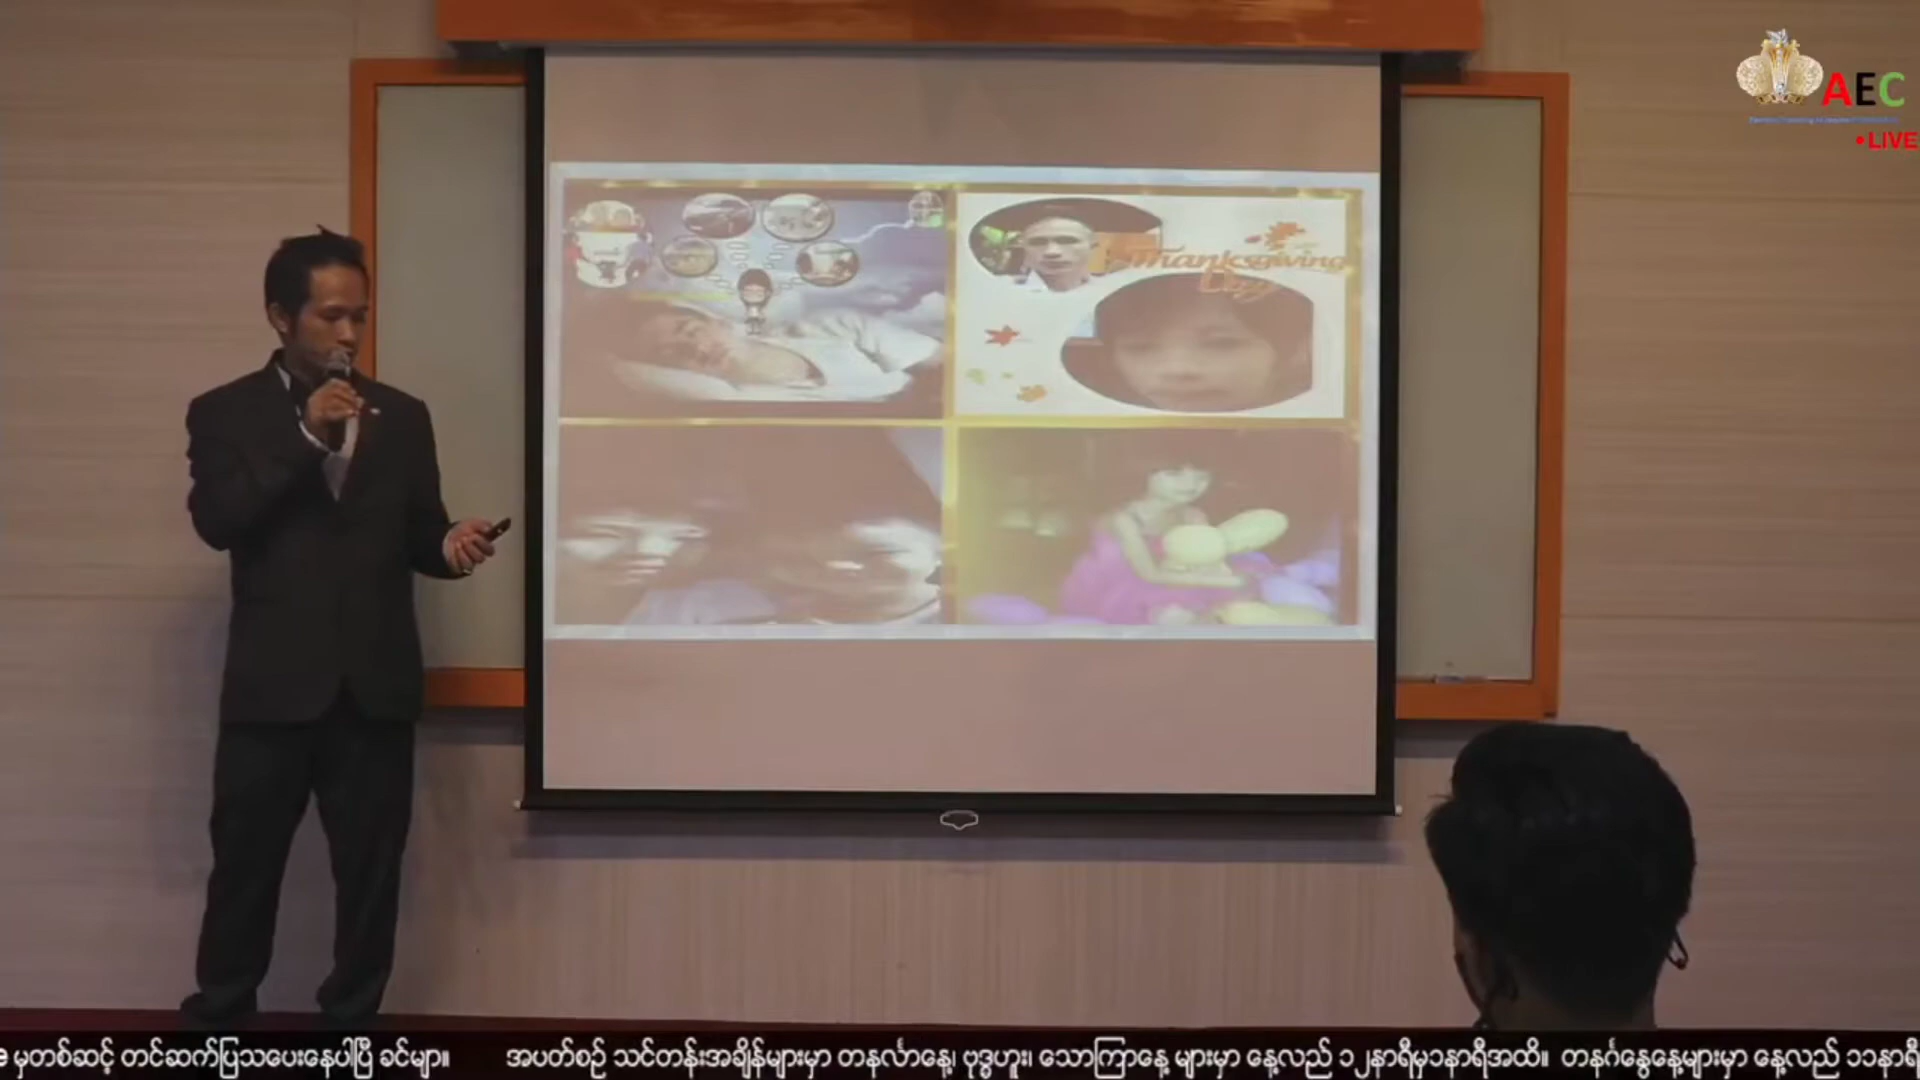 AEC
•LIVE
Thanksgiving
Day
မှတစ်ဆင့် တင်ဆက်ပြသပေးနေပါပြီ ခင်မျာ။ အပတ်စဉ် သင်တန်းအချိန်များမှာ တနင်္လာနေ့၊ ဗုဒ္ဓဟူး၊ သောကြာနေ့ များမှာ နေ့လည် ၁၂နာရီမှ၁နာရီအထိ။ တနင်္ဂနွေနေ့များမှာ နေ့လည် ၁၁နာရီ